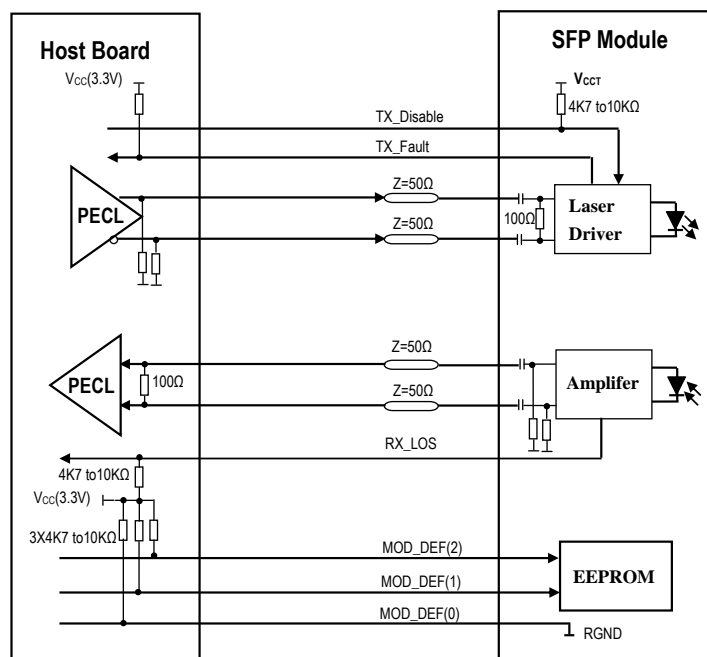 Host Board
SFP Module
VCC(3.3V)
VCCT
4K7 to10KΩ
TX_Disable
TX_Fault
Z=50Ω
PECL
Z=50Ω
100Ω
Laser
Driver
Z=50Ω
PECL
100Ω
Z=50Ω
Amplifer
RX_LOS
4K7 to10KΩ
VCC(3.3V)
3X4K7 to10KΩ
MOD_DEF(2)
MOD_DEF(1)
EEPROM
MOD_DEF(0)
RGND